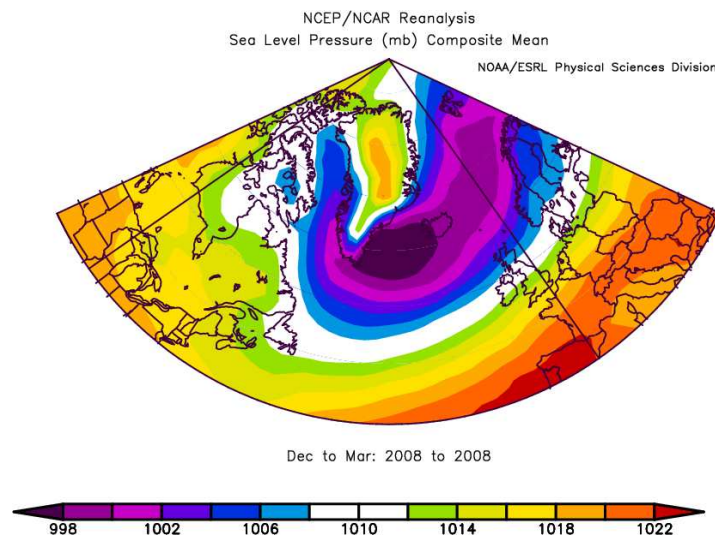 NCEP/NCAR Reanalysis
Sea Level Pressure (mb) Composite Mean
NOAA/ESRL Physical Sciences Division
Dec to Mar: 2008 to 2008
998 1002 1006 1010 1014 1018 1022